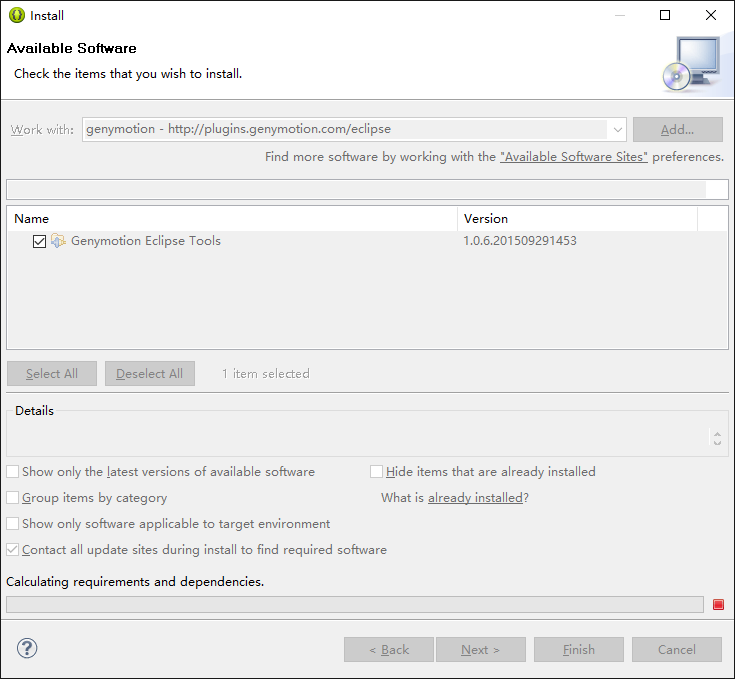 Install
Available Software
Check the items that you wish to install.
Work with: genymotion - http://plugins.genymotion.com/eclipse Add...
Find more software by working with the "Available Software Sites" preferences.
Name Version
Genymotion Eclipse Tools 1.0.6.201509291453
Select All Deselect All 1 item selected
Details
Show only the latest versions of available software Hide items that are already installed
Group items by category What is already installed?
Show only software applicable to target environment
Contact all update sites during install to find required software
Calculating requirements and dependencies.
? < Back Next > Finish Cancel